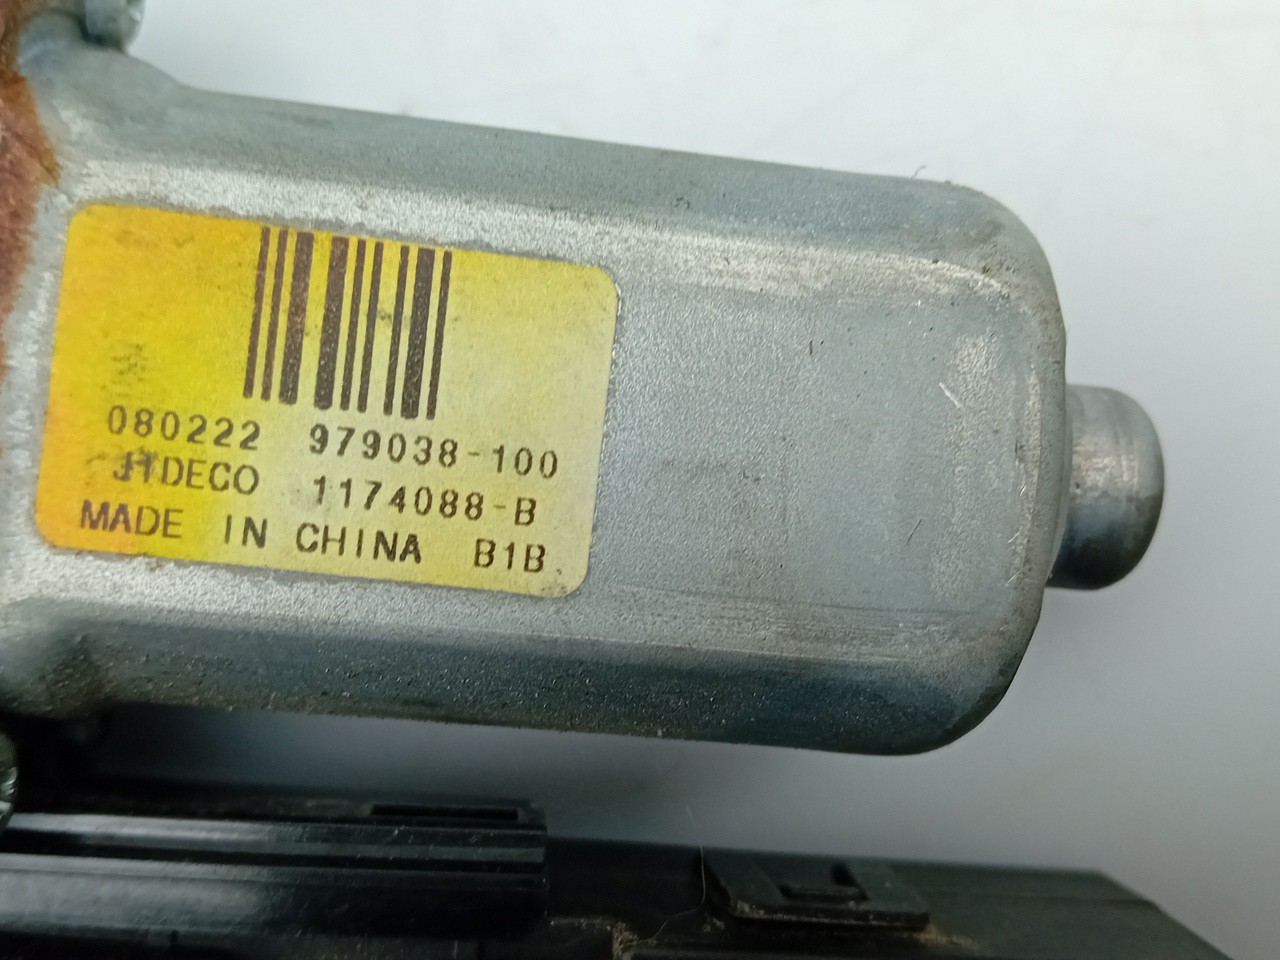 080222 979038-100
JIDECO 1174088-B
MADE IN CHINA B1B